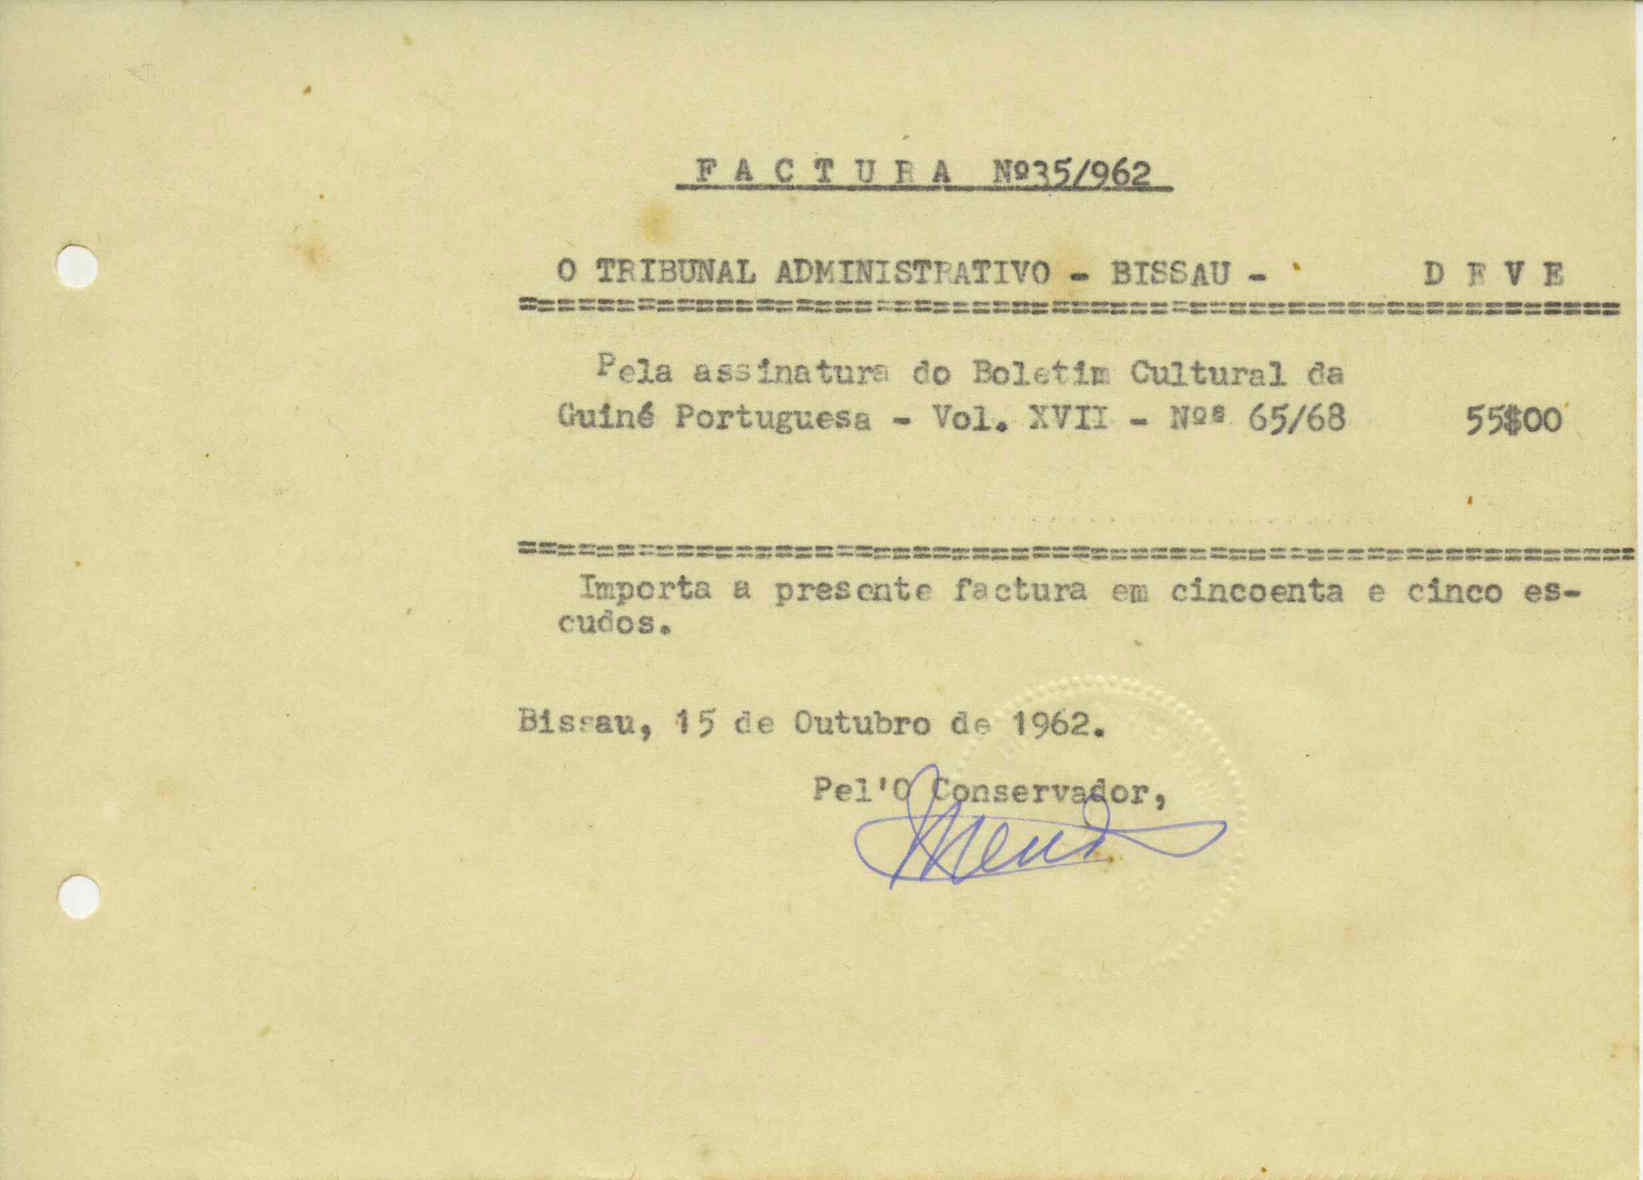 FACTURA Nº35/962
O TRIBUNAL ADMINISTRATIVO - BISSAU - DEVE
Pela assinatura do Boletim Cultural da
Guiné Portuguesa - Vol. XVII - Nºs 65/68 55$00
Importa a presente factura em cincoenta e cinco es-
cudos.
Bissau, 15 de Outubro de 1962.
Pel'O Conservador,